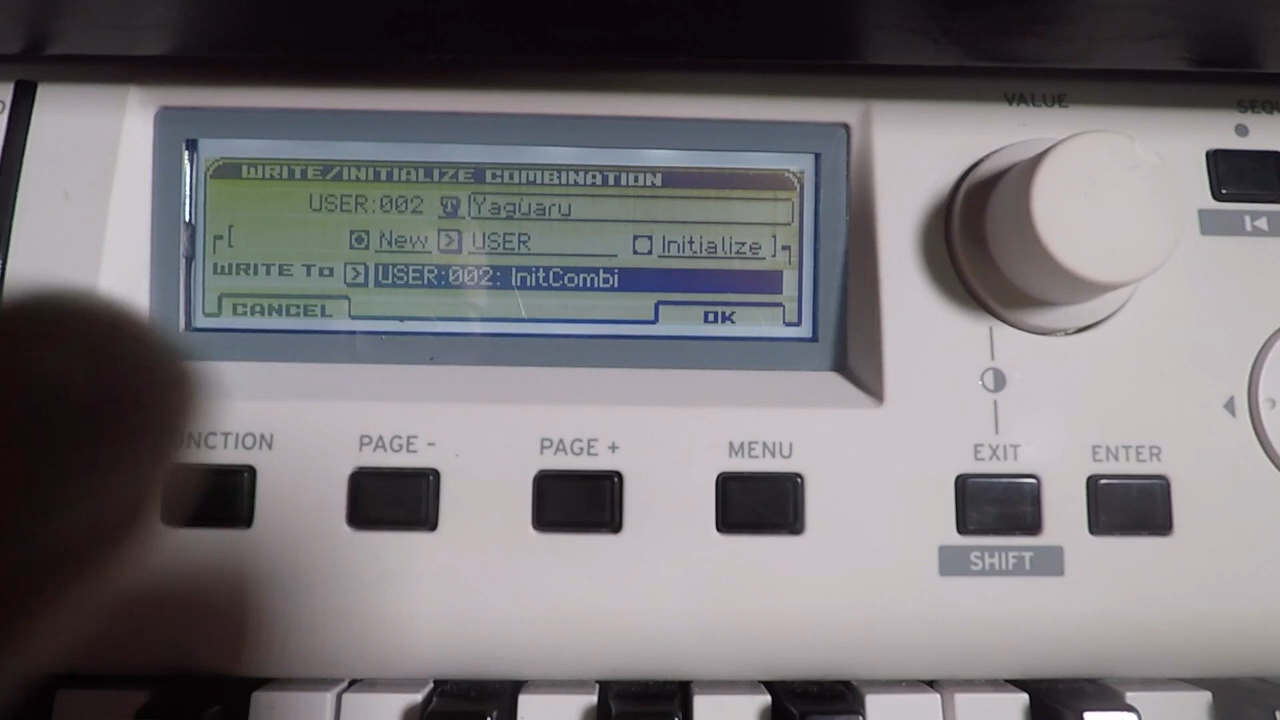 VALUE
WRITE/INITIALIZE COMBINATION
USER:002 T Yaguaru
[ New > USER Initialize ]
WRITE TO > USER:002: InitCombi
CANCEL OK
PAGE - PAGE + MENU EXIT ENTER
SHIFT